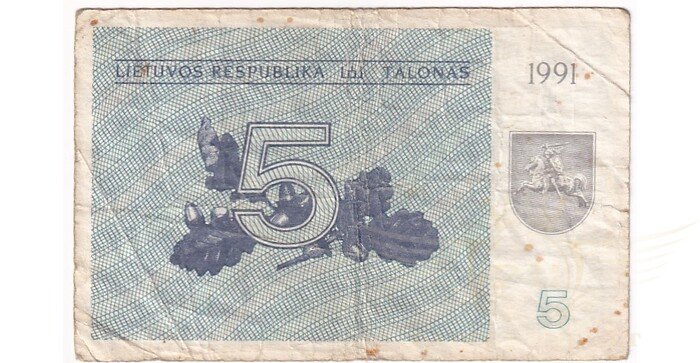 LIETUVOS RESPUBLIKA TALONAS
1991
5
5